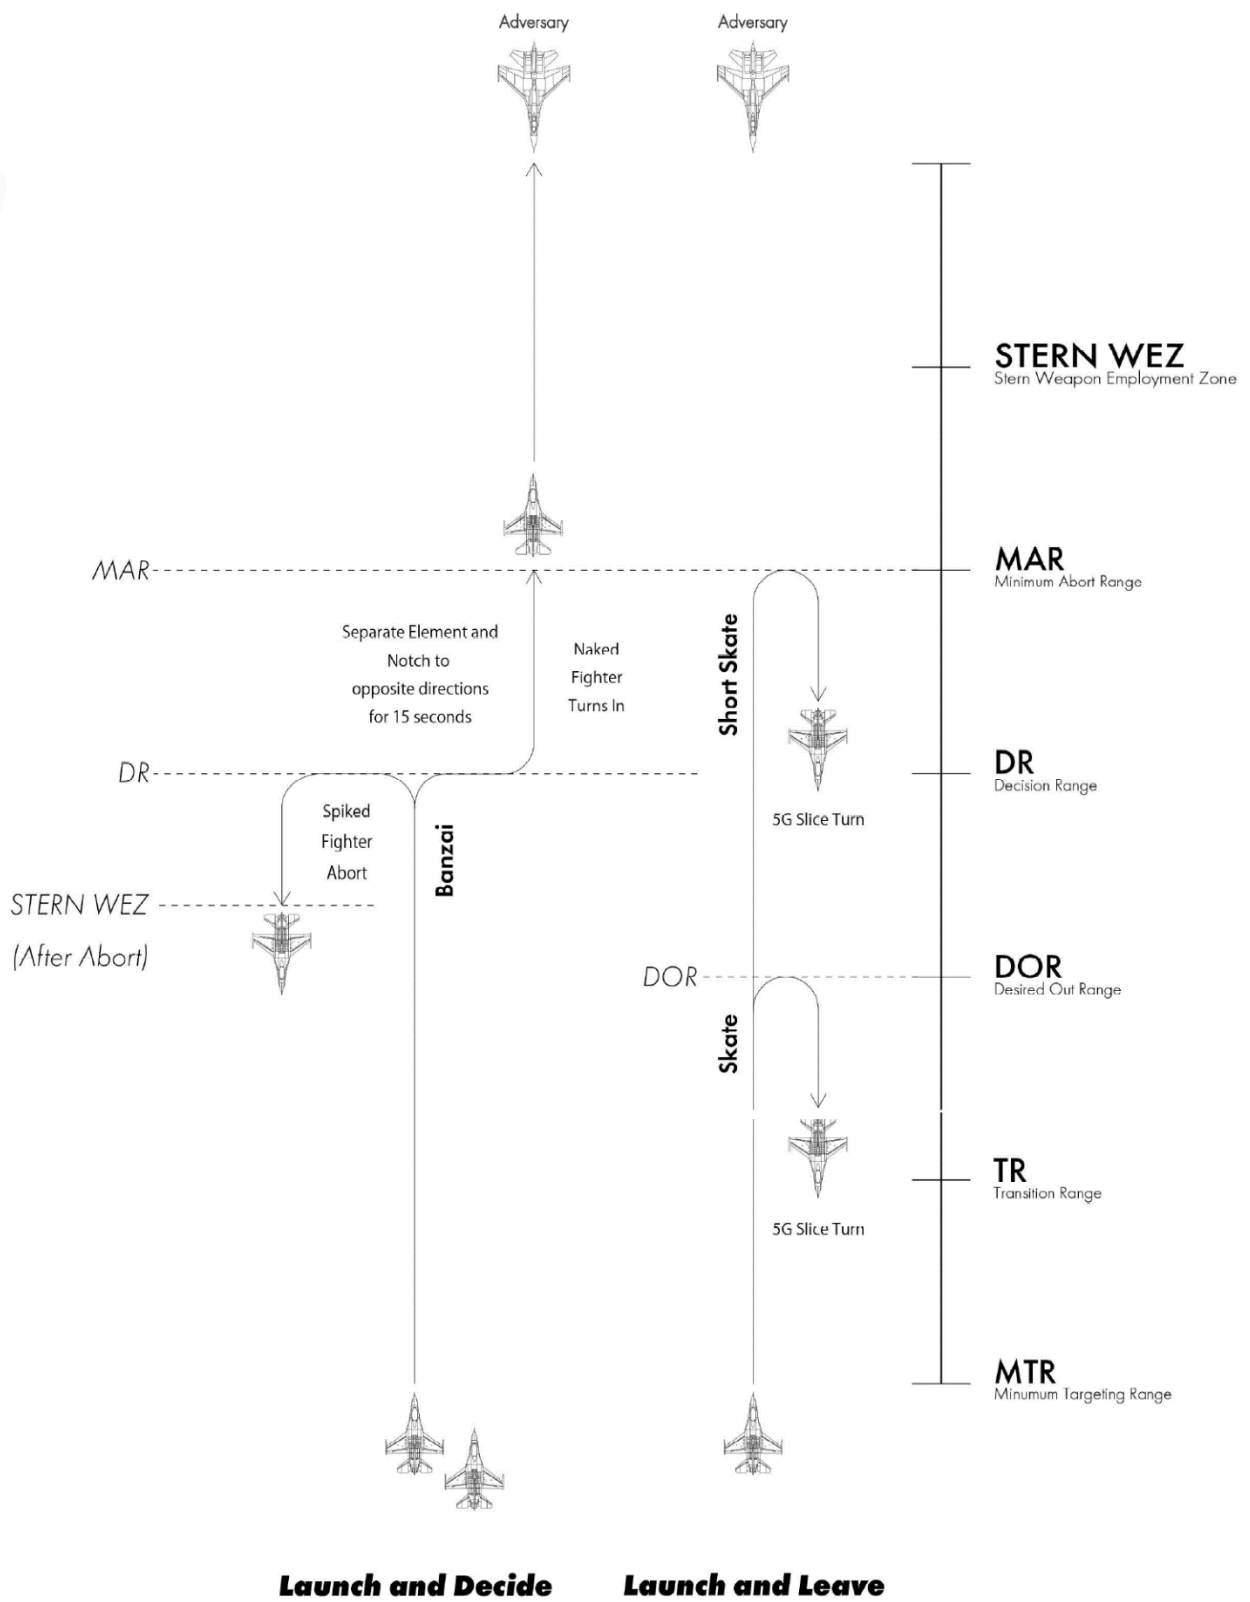 Adversary
Adversary
STERN WEZ
Stern Weapon Employment Zone
MAR
MAR
Minimum Abort Range
Separate Element and
Notch to
opposite directions
for 15 seconds
Naked
Fighter
Turns In
Short Skate
DR
DR
Decision Range
Spiked
Fighter
Abort
Banzai
5G Slice Turn
STERN WEZ
(After Abort)
DOR
DOR
Desired Out Range
Skate
TR
Transition Range
5G Slice Turn
MTR
Minumum Targeting Range
Launch and Decide
Launch and Leave